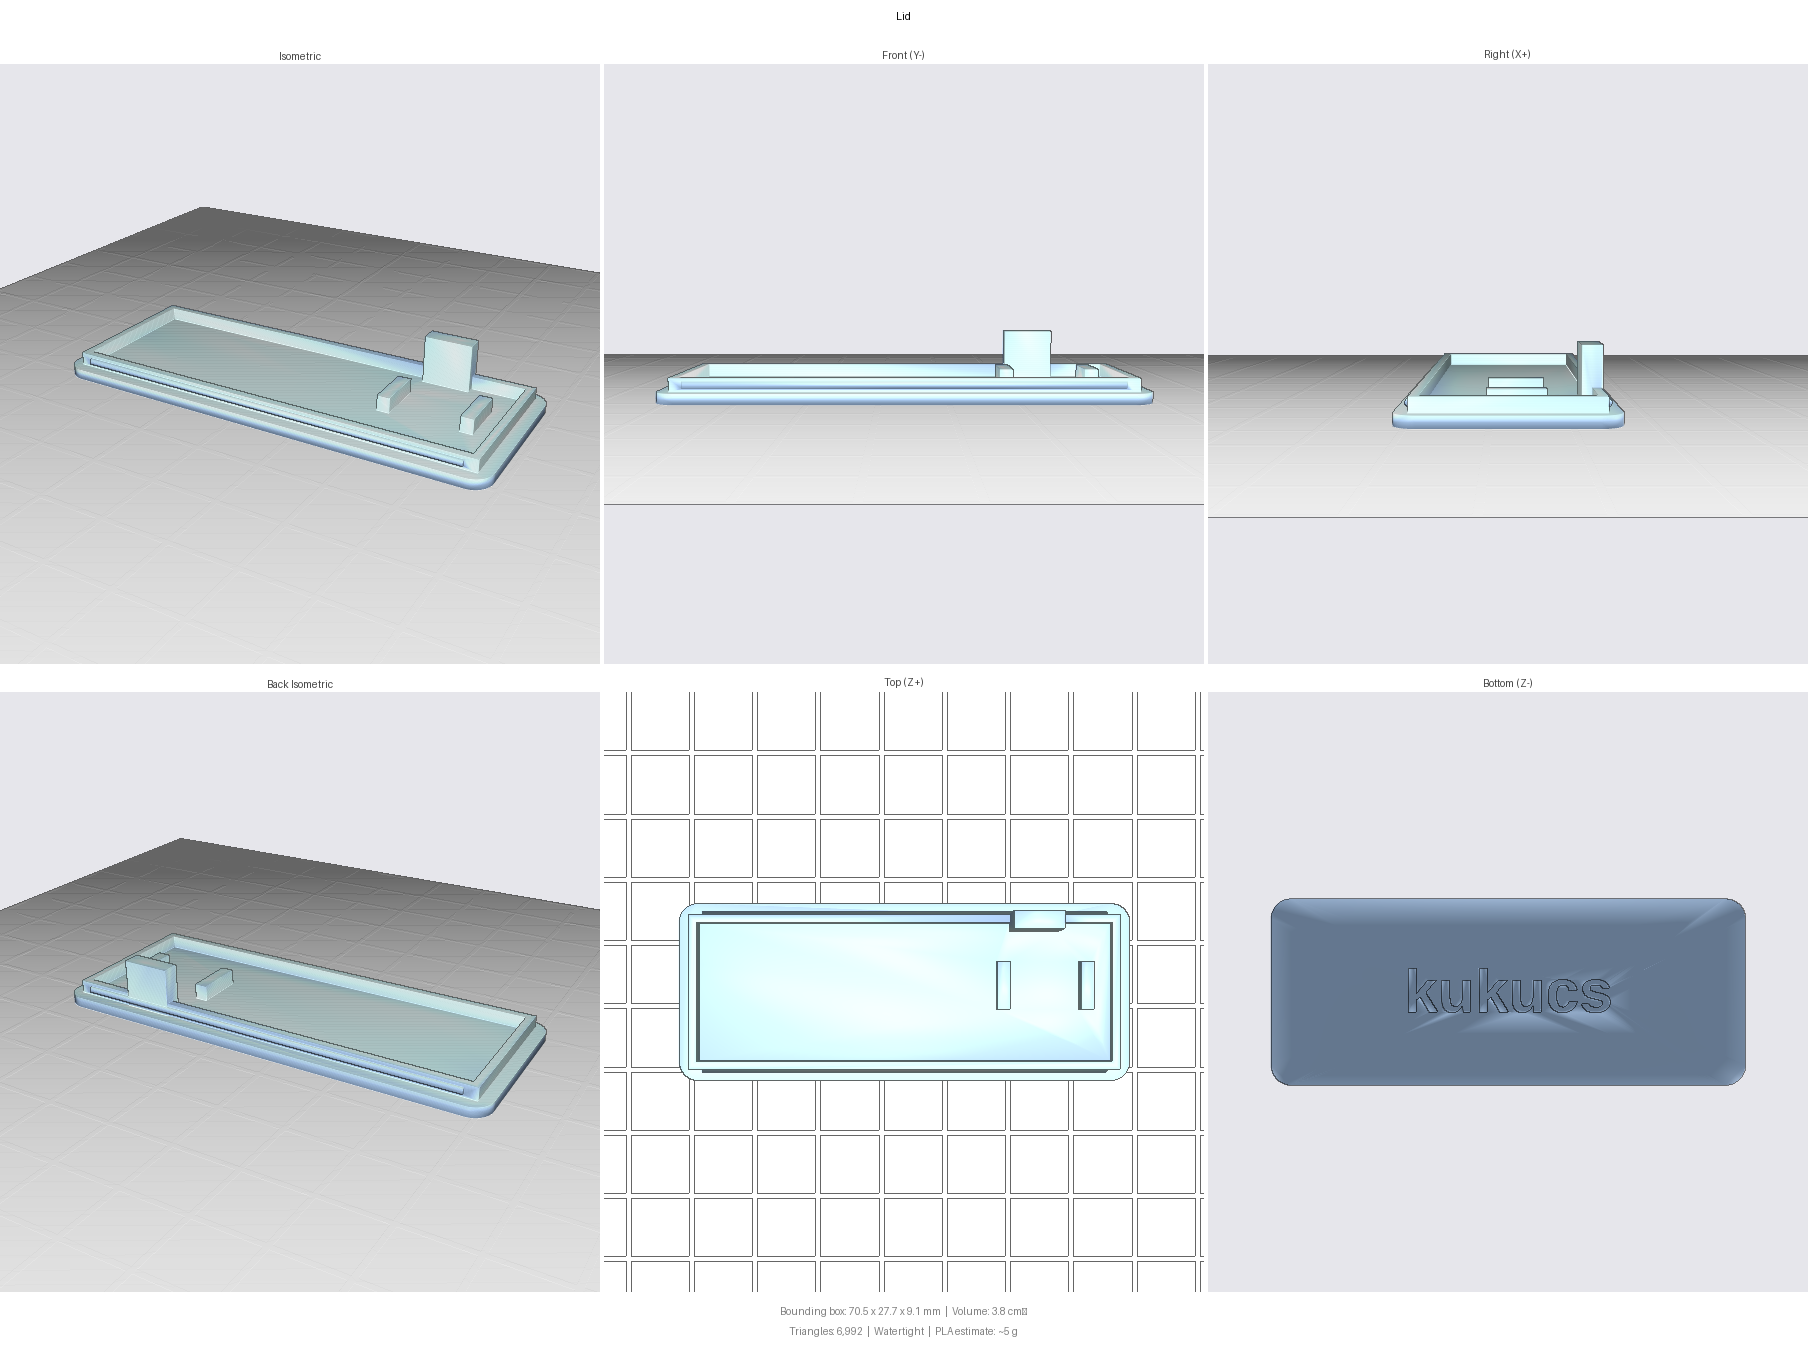 Lid
Isometric
Front (Y-)
Right (X+)
Back Isometric
Top (Z+)
Bottom (Z-)
kukucs
Bounding box: 70.5 x 27.7 x 9.1 mm | Volume: 3.8 cm
Triangles: 6,992 | Watertight | PLA estimate: ~5 g